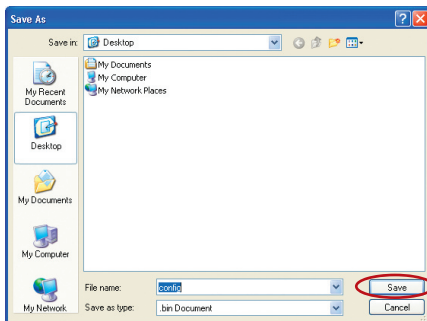 Save As
Save in:
Desktop
My Recent
Documents
Desktop
My Documents
My Computer
My Network
My Documents
My Computer
My Network Places
File name:
config
Save
Save as type:
.bin Document
Cancel